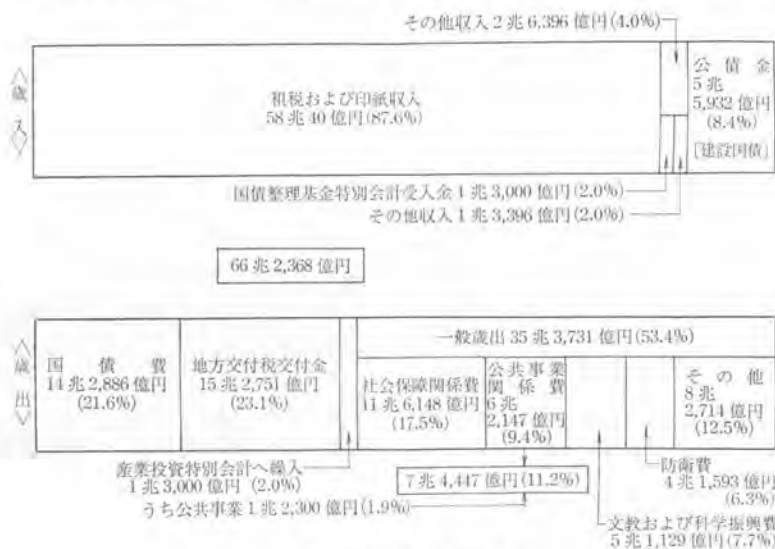 その他収入 2 兆 6,396 億円(4.0%)
〈歳入〉
租税および印紙収入
58 兆 40 億円(87.6%)
公債金
5 兆
5,932 億円
(8.4%)
[建設国債]
国債整理基金特別会計受入金 1 兆 3,000 億円(2.0%)
その他収入 1 兆 3,396 億円(2.0%)
66 兆 2,368 億円
〈歳出〉
国債費
14 兆 2,886 億円
(21.6%)
地方交付税交付金
15 兆 2,751 億円
(23.1%)
一般歳出 35 兆 3,731 億円(53.4%)
社会保障関係費
11 兆 6,148 億円
(17.5%)
公共事業
関係費
6 兆
2,147 億円
(9.4%)
その他
8 兆
2,714 億円
(12.5%)
産業投資特別会計へ繰入
1 兆 3,000 億円 (2.0%)
うち公共事業 1 兆 2,300 億円(1.9%)
7 兆 4,447 億円(11.2%)
防衛費
4 兆 1,593 億円
(6.3%)
文教および科学振興費
5 兆 1,129 億円(7.7%)